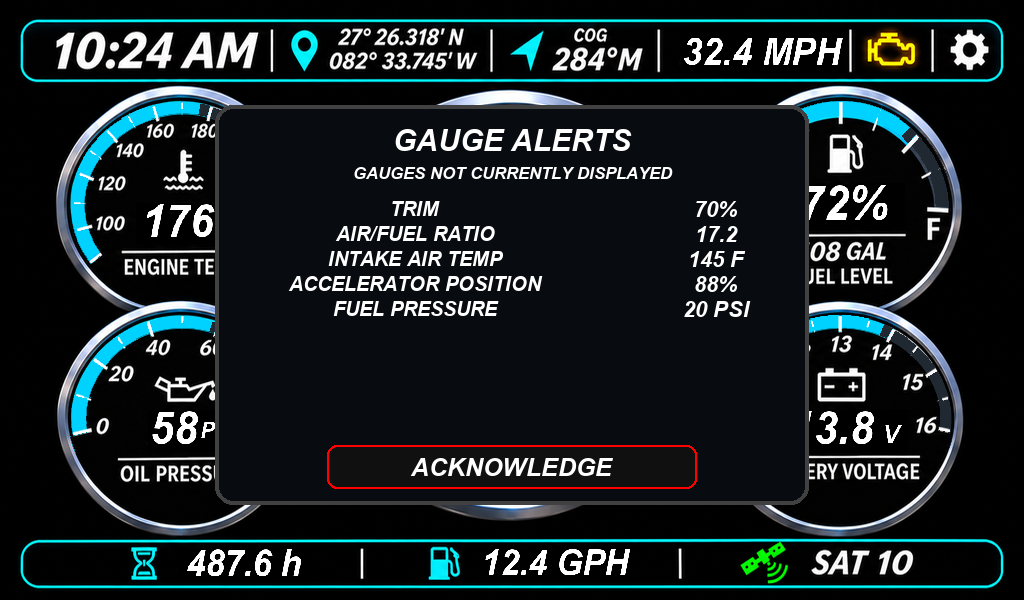 10:24 AM
27° 26.318' N
082° 33.745' W
COG
284°M
32.4 MPH
GAUGE ALERTS
GAUGES NOT CURRENTLY DISPLAYED
TRIM 70%
AIR/FUEL RATIO 17.2
INTAKE AIR TEMP 145 F
ACCELERATOR POSITION 88%
FUEL PRESSURE 20 PSI
ACKNOWLEDGE
100
120
140
160
180
176
ENGINE TE
72%
F
08 GAL
UEL LEVEL
0
20
40
6
58 P
OIL PRESSU
13
14
15
16
3.8 V
ERY VOLTAGE
487.6 h
12.4 GPH
SAT 10